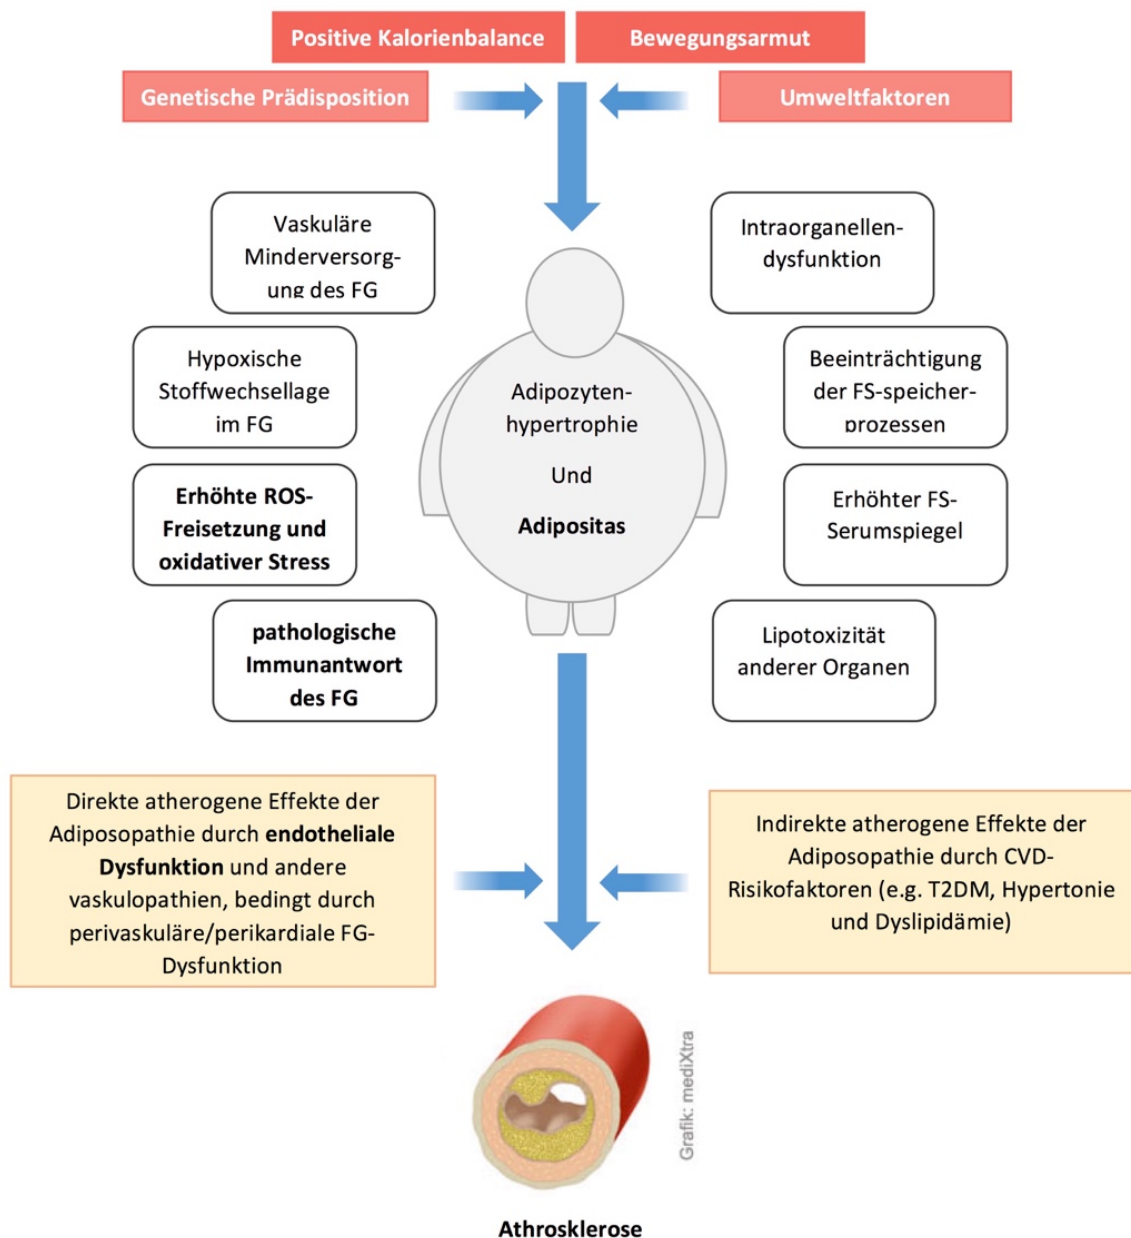 Positive Kalorienbalance
Bewegungsarmut
Genetische Prädisposition
Umweltfaktoren
Vaskuläre
Minderversorg-
ung des FG
Intraorganellen-
dysfunktion
Hypoxische
Stoffwechsellage
im FG
Adipozyten-
hypertrophie
Und
Adipositas
Beeinträchtigung
der FS-speicher-
prozessen
Erhöhte ROS-
Freisetzung und
oxidativer Stress
Erhöhter FS-
Serumspiegel
pathologische
Immunantwort
des FG
Lipotoxizität
anderer Organen
Direkte atherogene Effekte der
Adiposopathie durch endotheliale
Dysfunktion und andere
vaskulopathien, bedingt durch
perivaskuläre/perikardiale FG-
Dysfunktion
Indirekte atherogene Effekte der
Adiposopathie durch CVD-
Risikofaktoren (e.g. T2DM, Hypertonie
und Dyslipidämie)
Grafik: mediXtra
Athrosklerose